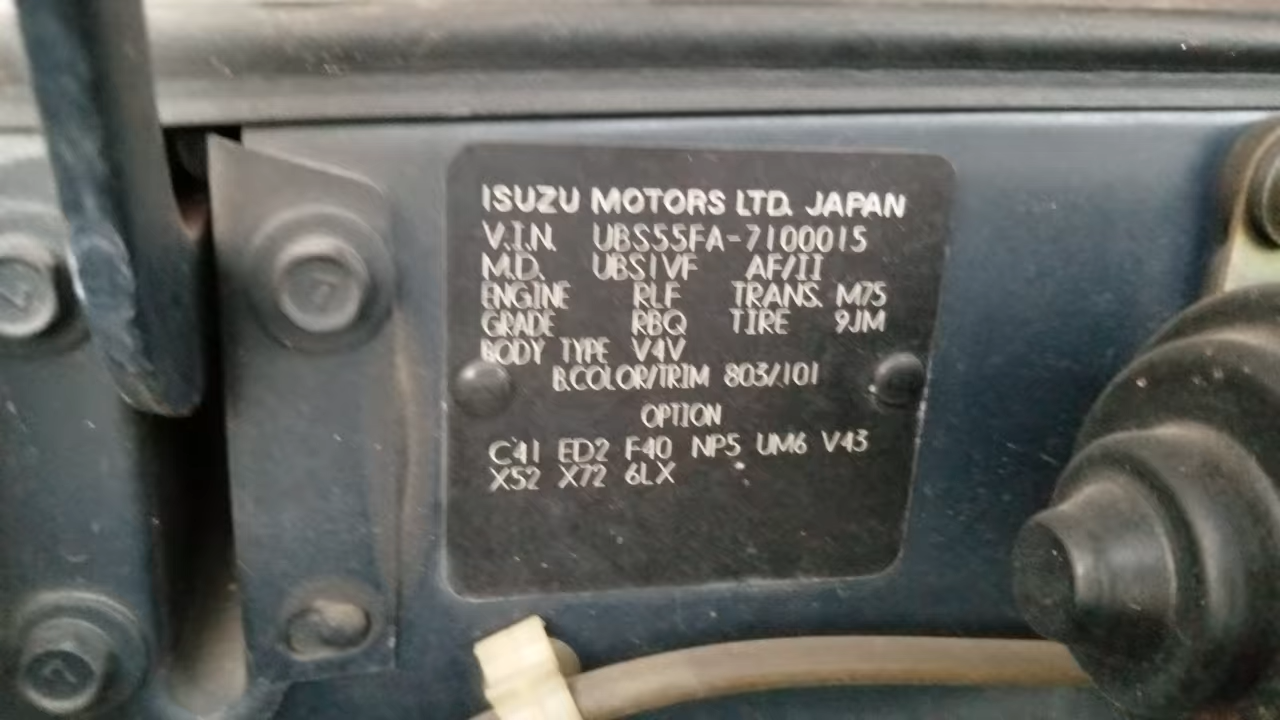 ISUZU MOTORS LTD. JAPAN
V.I.N. UBS55FA-7100015
M.D. UBS1VF AF/II
ENGINE RLF TRANS. M75
GRADE RBQ TIRE 9JM
BODY TYPE V4V
B.COLOR/TRIM 803/101
OPTION
C41 ED2 F40 NP5 UM6 V43
X52 X72 6LX